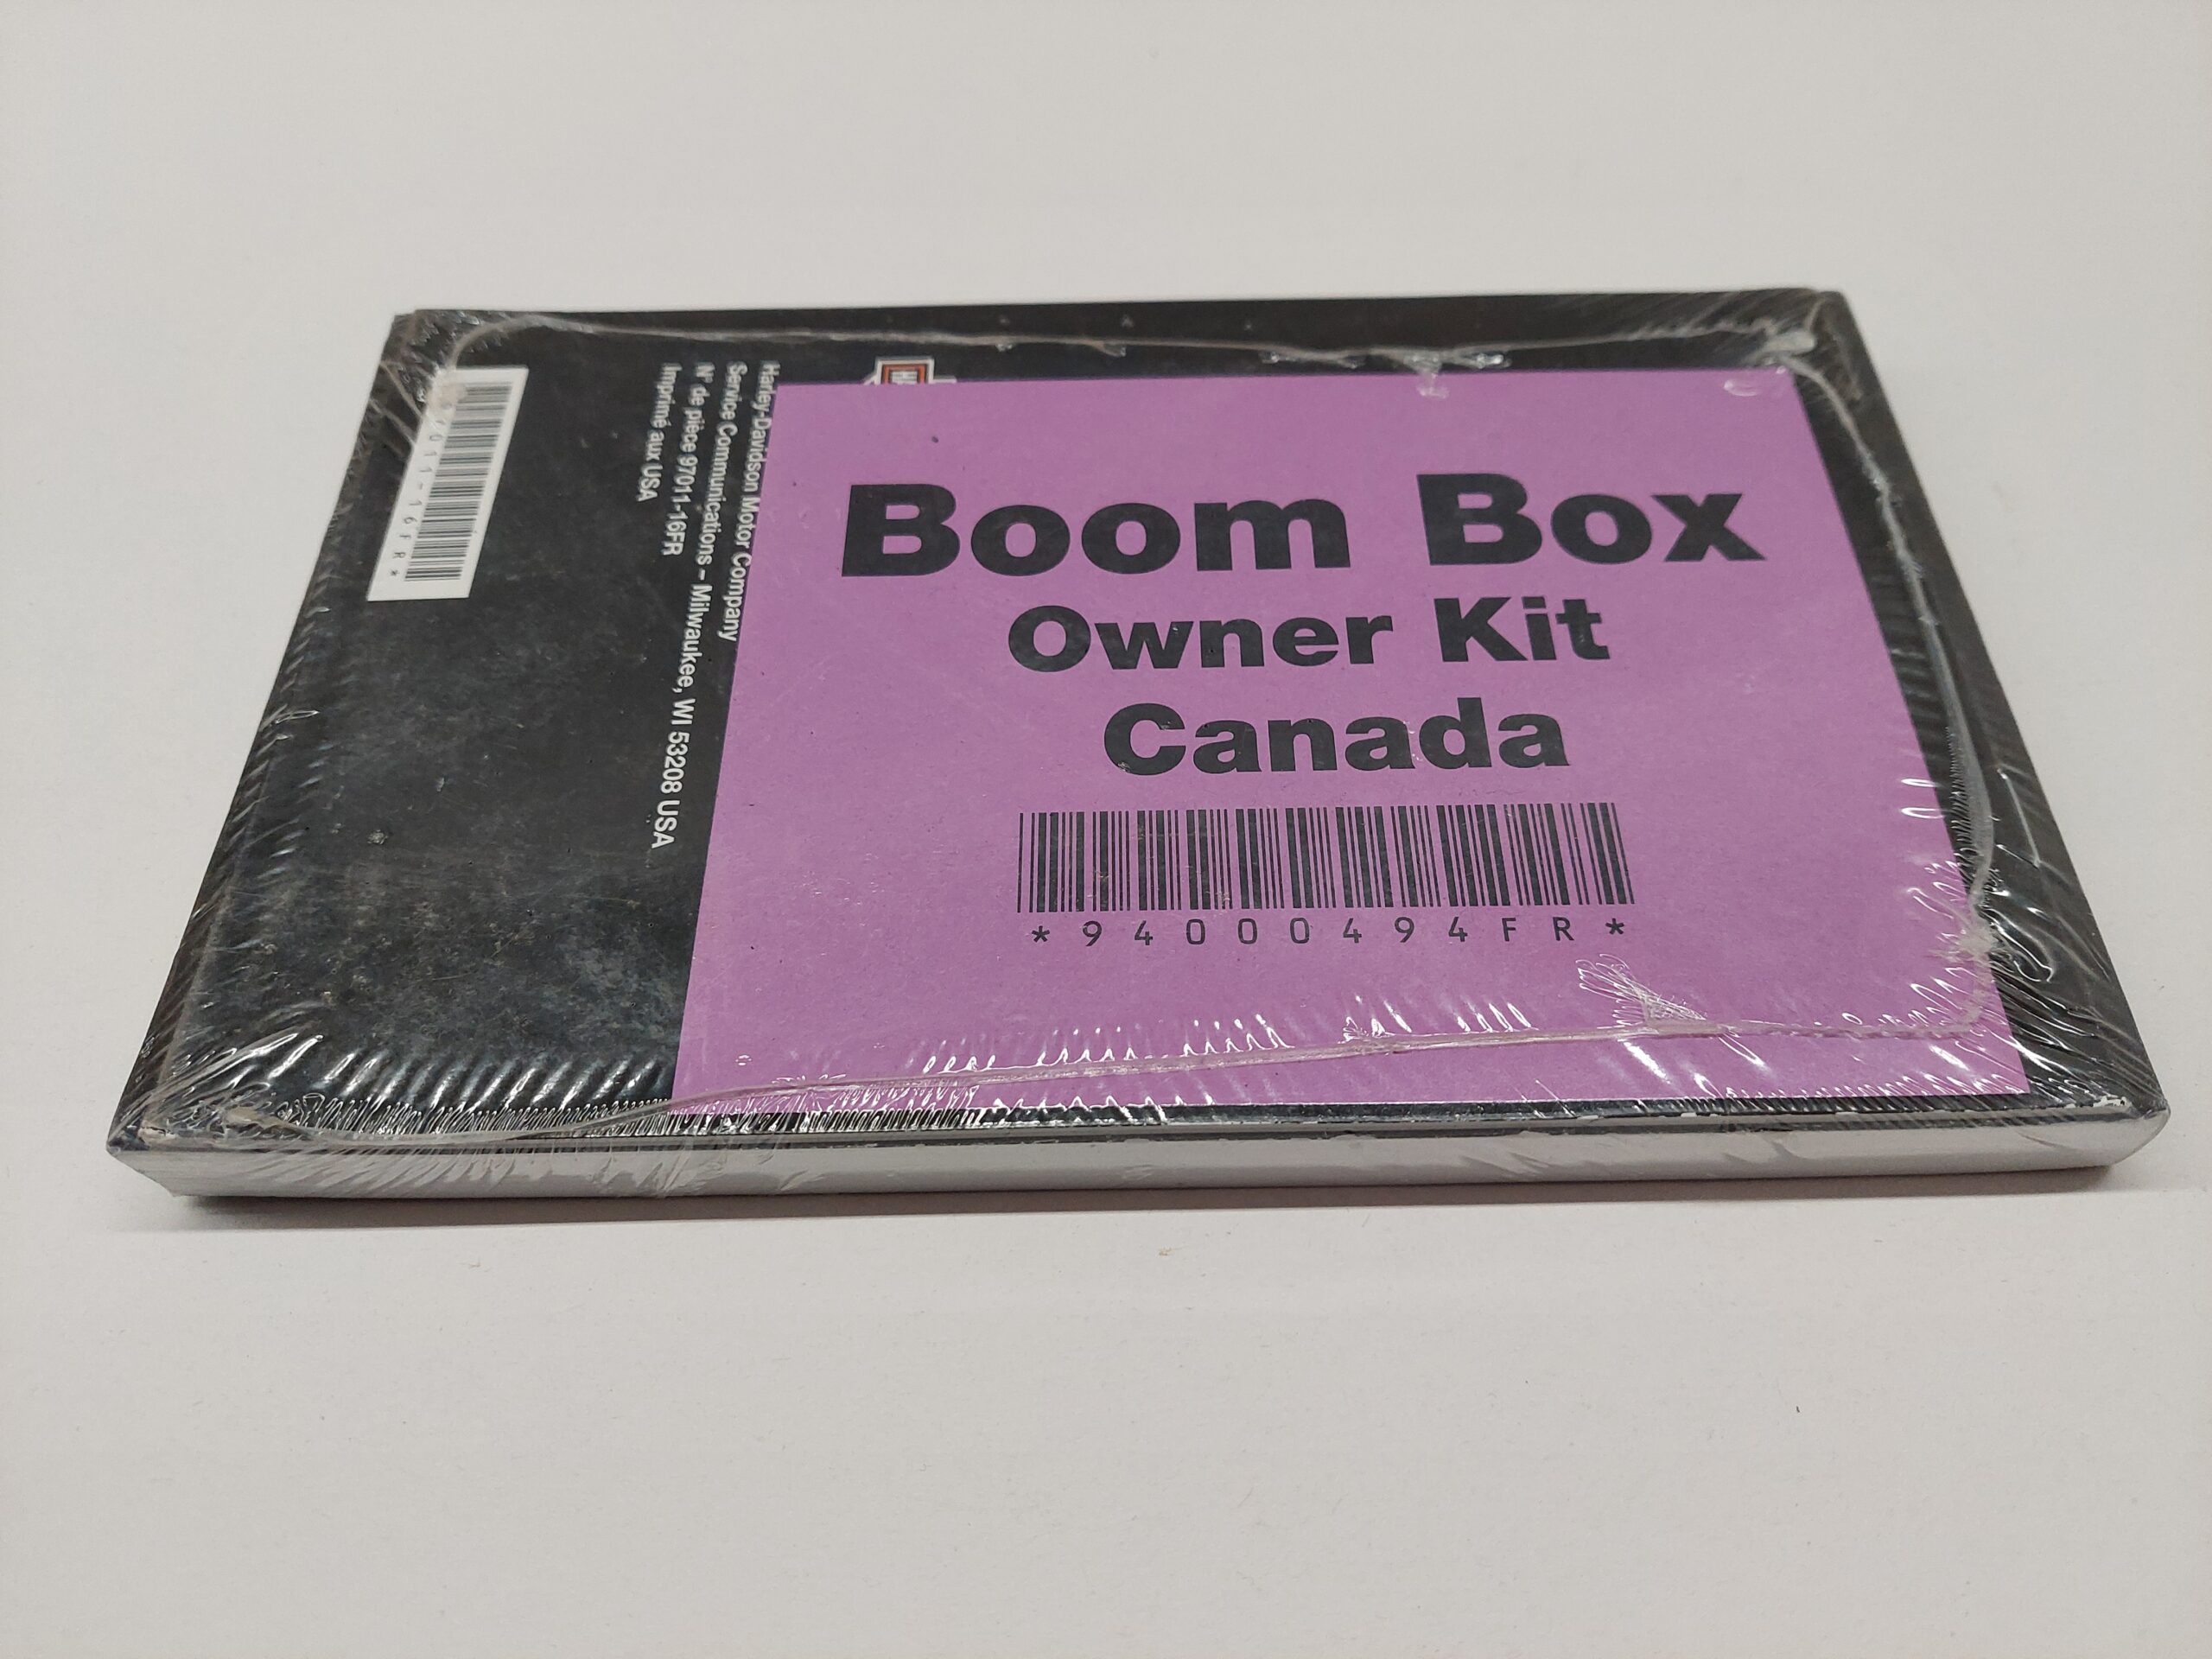 Boom Box
Owner Kit
Canada
*94000494FR*
Harley-Davidson Motor Company
Service Communications – Milwaukee, WI 53208 USA
N° de pièce 97011-16FR
Imprimé aux USA